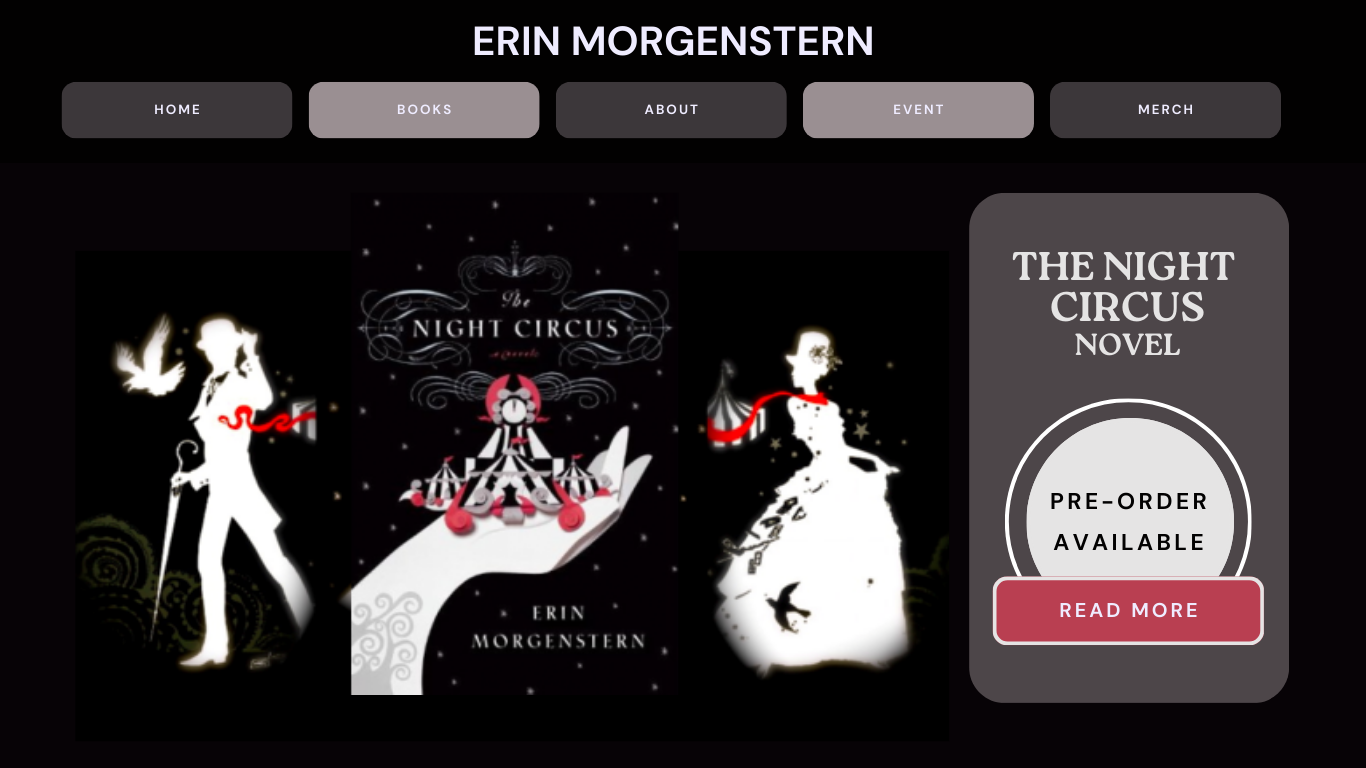 ERIN MORGENSTERN
HOME
BOOKS
ABOUT
EVENT
MERCH
The
NIGHT CIRCUS
a novel
ERIN
MORGENSTERN
THE NIGHT
CIRCUS
NOVEL
PRE-ORDER
AVAILABLE
READ MORE